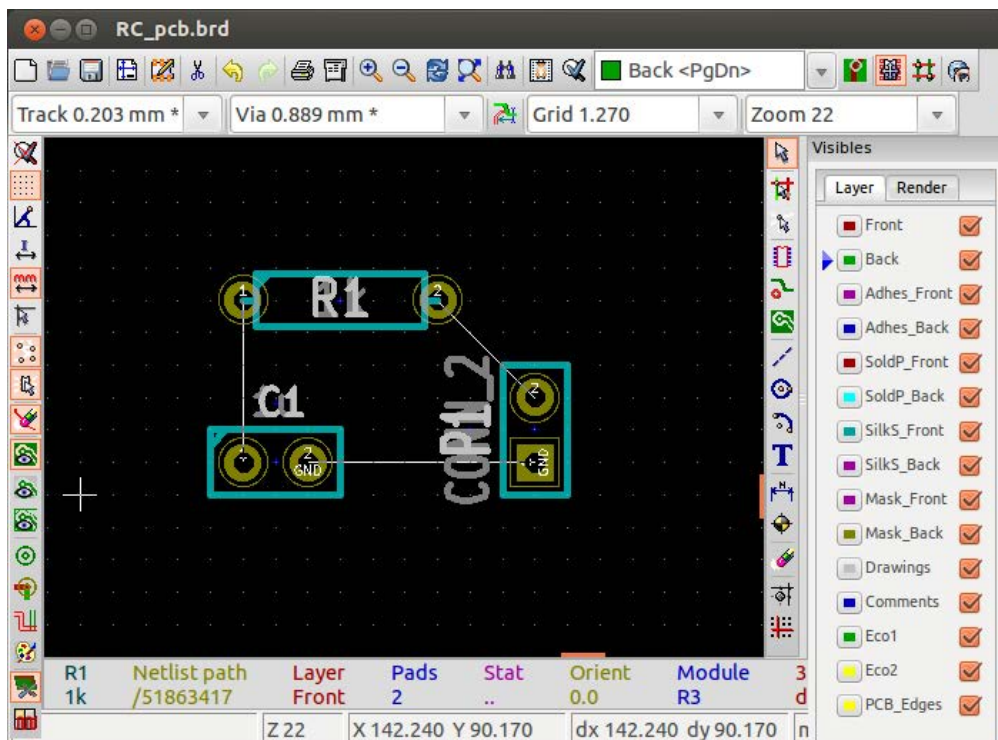 RC_pcb.brd
Back <PgDn>
Track 0.203 mm *
Via 0.889 mm *
Grid 1.270
Zoom 22
Visibles
Layer Render
Front
Back
Adhes_Front
Adhes_Back
SoldP_Front
SoldP_Back
SilkS_Front
SilkS_Back
Mask_Front
Mask_Back
Drawings
Comments
Eco1
Eco2
PCB_Edges
mm
T
N
1
R1
2
C1
2
GND
2
GND
R1 Netlist path Layer Pads Stat Orient Module 3
1k /51863417 Front 2 .. 0.0 R3 d
Z 22 X 142.240 Y 90.170 dx 142.240 dy 90.170